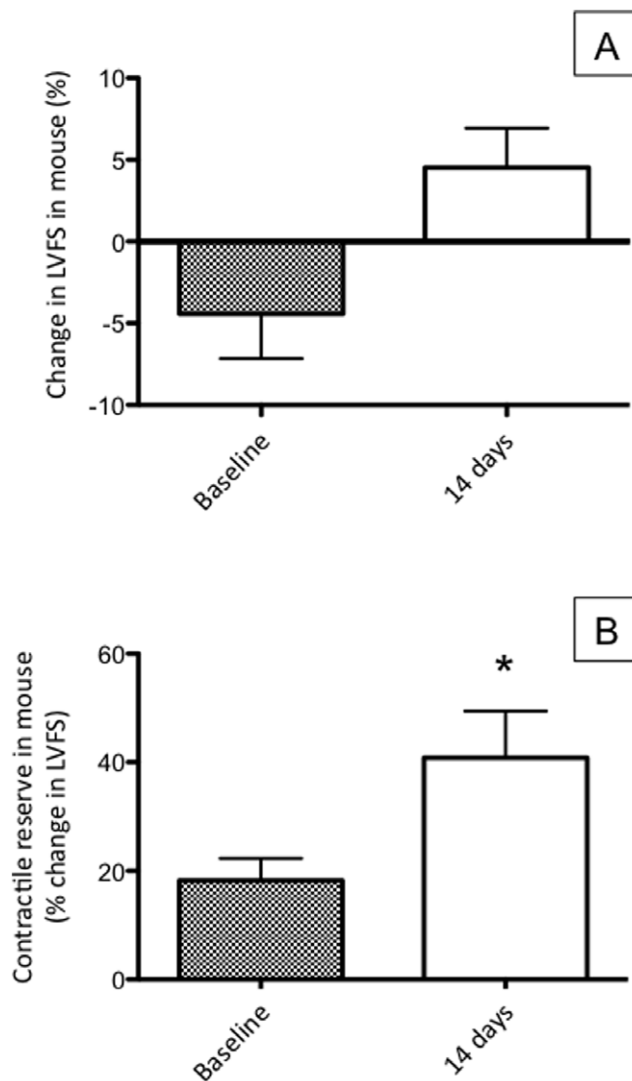 A
Change in LVFS in mouse (%)
10
5
0
-5
-10
Baseline
14 days
B
Contractile reserve in mouse
(% change in LVFS)
60
40
20
0
*
Baseline
14 days